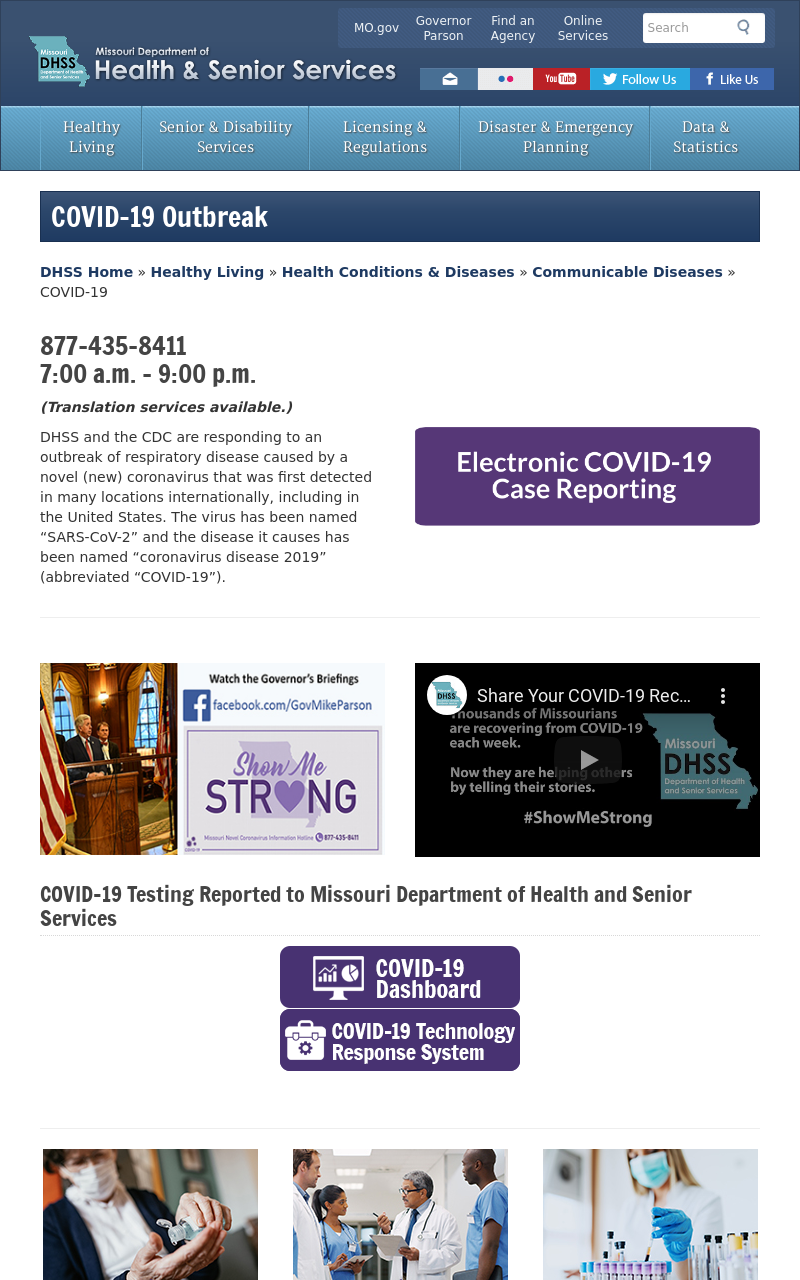 MO.gov
Governor
Parson
Find an
Agency
Online
Services
Search
Missouri
DHSS
Department of Health
and Senior Services
Missouri Department of
Health & Senior Services
YouTube
Follow Us
Like Us
Healthy
Living
Senior & Disability
Services
Licensing &
Regulations
Disaster & Emergency
Planning
Data &
Statistics
COVID-19 Outbreak
DHSS Home » Healthy Living » Health Conditions & Diseases » Communicable Diseases »
COVID-19
877-435-8411
7:00 a.m. - 9:00 p.m.
(Translation services available.)
DHSS and the CDC are responding to an
outbreak of respiratory disease caused by a
novel (new) coronavirus that was first detected
in many locations internationally, including in
the United States. The virus has been named
“SARS-CoV-2” and the disease it causes has
been named “coronavirus disease 2019”
(abbreviated “COVID-19”).
Electronic COVID-19
Case Reporting
Watch the Governor's Briefings
facebook.com/GovMikeParson
Show Me
STRONG
Missouri Novel Coronavirus Information Hotline 877-435-8411
DHSS
Share Your COVID-19 Rec...
Thousands of Missourians
are recovering from COVID-19
each week.
Now they are helping others
by telling their stories.
#ShowMeStrong
Missouri
DHSS
Department of Health
and Senior Services
COVID-19 Testing Reported to Missouri Department of Health and Senior
Services
COVID-19
Dashboard
COVID-19 Technology
Response System